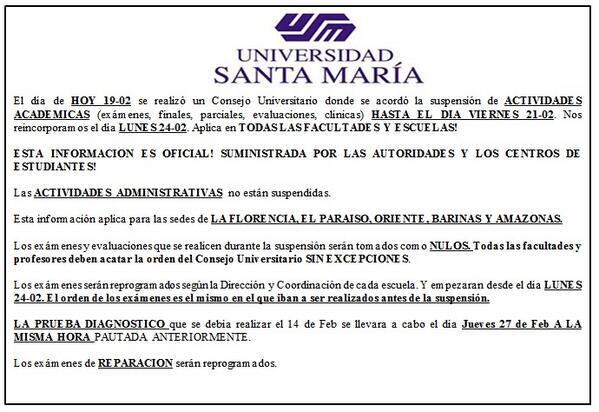 USM
UNIVERSIDAD
SANTA MARÍA
El día de HOY 19-02 se realizó un Consejo Universitario donde se acordó la suspensión de ACTIVIDADES
ACADEMICAS (exámenes, finales, parciales, evaluaciones, clínicas) HASTA EL DIA VIERNES 21-02. Nos
reincorporamos el día LUNES 24-02. Aplica en TODAS LAS FACULTADES Y ESCUELAS!
ESTA INFORMACION ES OFICIAL! SUMINISTRADA POR LAS AUTORIDADES Y LOS CENTROS DE
ESTUDIANTES!
Las ACTIVIDADES ADMINISTRATIVAS no están suspendidas.
Esta información aplica para las sedes de LA FLORENCIA, EL PARAISO, ORIENTE, BARINAS Y AMAZONAS.
Los exámenes y evaluaciones que se realicen durante la suspensión serán tomados como NULOS. Todas las facultades y
profesores deben acatar la orden del Consejo Universitario SIN EXCEPCIONES.
Los exámenes serán reprogramados según la Dirección y Coordinación de cada escuela. Y empezaran desde el día LUNES
24-02. El orden de los exámenes es el mismo en el que iban a ser realizados antes de la suspensión.
LA PRUEBA DIAGNOSTICO que se debía realizar el 14 de Feb se llevara a cabo el día Jueves 27 de Feb A LA
MISMA HORA PAUTADA ANTERIORMENTE.
Los exámenes de REPARACION serán reprogramados.